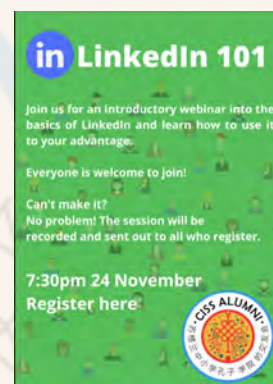 in LinkedIn 101
Join us for an introductory webinar into the
basics of LinkedIn and learn how to use it
to your advantage.
Everyone is welcome to join!
Can't make it?
No problem! The session will be
recorded and sent out to all who register.
7:30pm 24 November
Register here
CISS ALUMNI